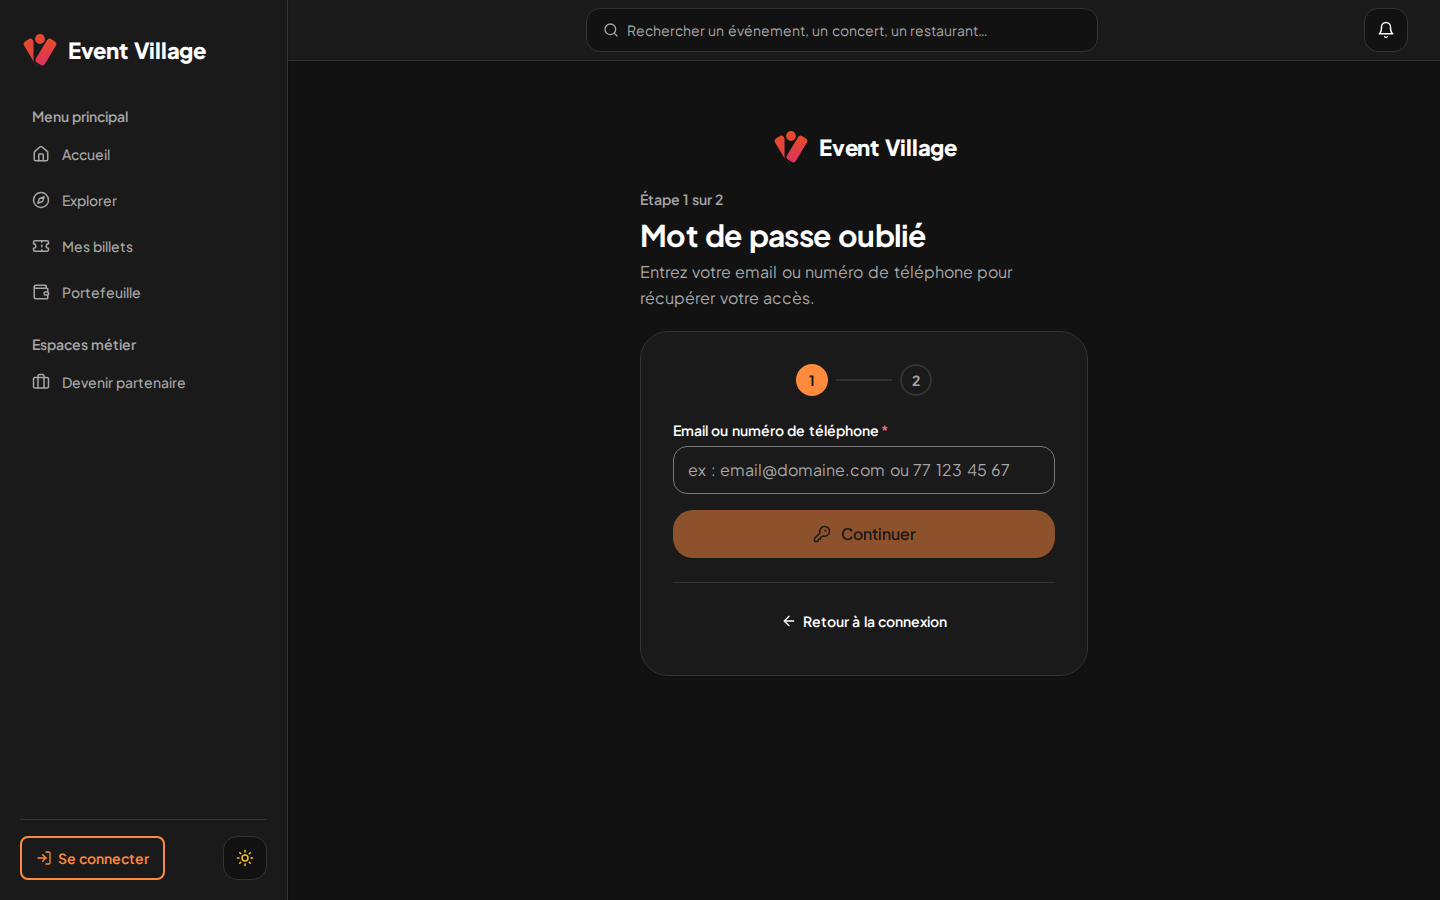 Event Village
Menu principal
Accueil
Explorer
Mes billets
Portefeuille
Espaces métier
Devenir partenaire
Se connecter
Rechercher un événement, un concert, un restaurant...
Event Village
Étape 1 sur 2
Mot de passe oublié
Entrez votre email ou numéro de téléphone pour
récupérer votre accès.
1
2
Email ou numéro de téléphone *
ex : email@domaine.com ou 77 123 45 67
Continuer
Retour à la connexion